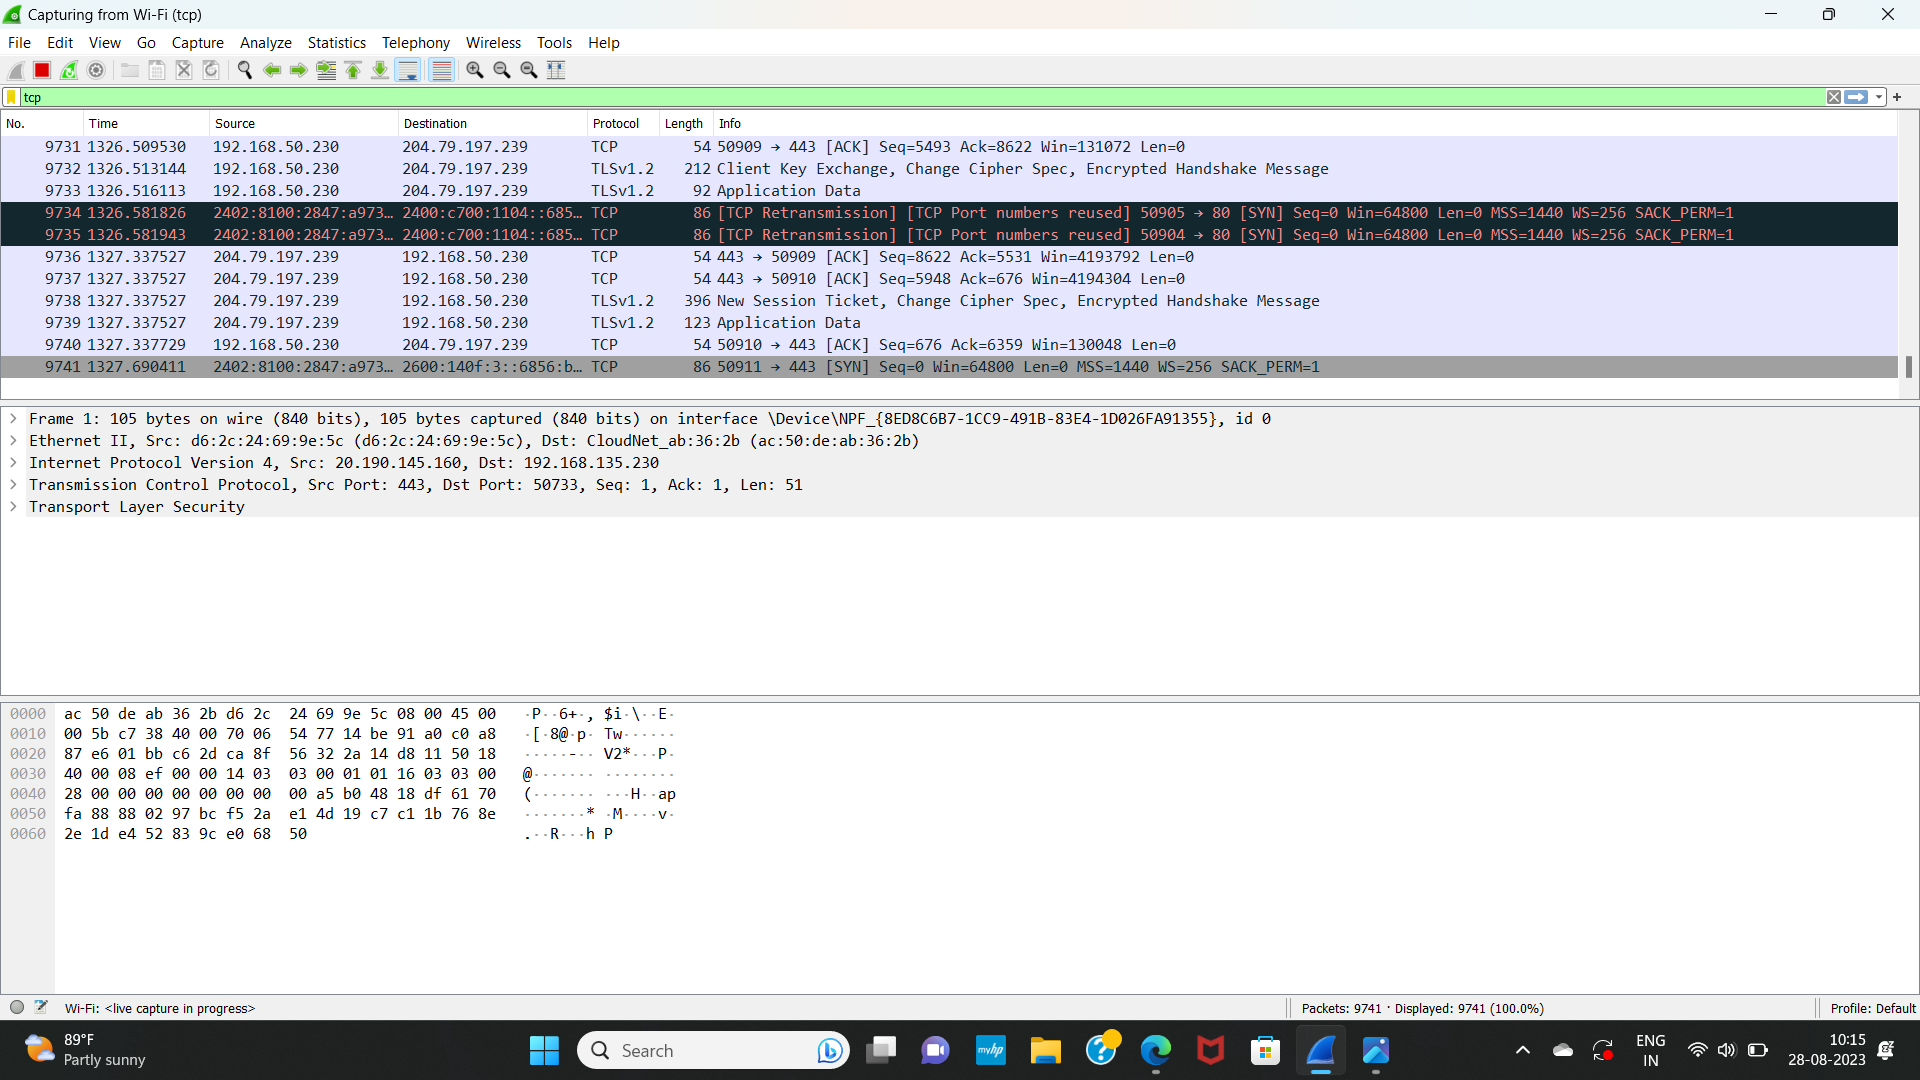 Capturing from Wi-Fi (tcp)
File Edit View Go Capture Analyze Statistics Telephony Wireless Tools Help
tcp
No. Time Source Destination Protocol Length Info
9731 1326.509530 192.168.50.230 204.79.197.239 TCP 54 50909 → 443 [ACK] Seq=5493 Ack=8622 Win=131072 Len=0
9732 1326.513144 192.168.50.230 204.79.197.239 TLSv1.2 212 Client Key Exchange, Change Cipher Spec, Encrypted Handshake Message
9733 1326.516113 192.168.50.230 204.79.197.239 TLSv1.2 92 Application Data
9734 1326.581826 2402:8100:2847:a973… 2400:c700:1104::685… TCP 86 [TCP Retransmission] [TCP Port numbers reused] 50905 → 80 [SYN] Seq=0 Win=64800 Len=0 MSS=1440 WS=256 SACK_PERM=1
9735 1326.581943 2402:8100:2847:a973… 2400:c700:1104::685… TCP 86 [TCP Retransmission] [TCP Port numbers reused] 50904 → 80 [SYN] Seq=0 Win=64800 Len=0 MSS=1440 WS=256 SACK_PERM=1
9736 1327.337527 204.79.197.239 192.168.50.230 TCP 54 443 → 50909 [ACK] Seq=8622 Ack=5531 Win=4193792 Len=0
9737 1327.337527 204.79.197.239 192.168.50.230 TCP 54 443 → 50910 [ACK] Seq=5948 Ack=676 Win=4194304 Len=0
9738 1327.337527 204.79.197.239 192.168.50.230 TLSv1.2 396 New Session Ticket, Change Cipher Spec, Encrypted Handshake Message
9739 1327.337527 204.79.197.239 192.168.50.230 TLSv1.2 123 Application Data
9740 1327.337729 192.168.50.230 204.79.197.239 TCP 54 50910 → 443 [ACK] Seq=676 Ack=6359 Win=130048 Len=0
9741 1327.690411 2402:8100:2847:a973… 2600:140f:3::6856:b… TCP 86 50911 → 443 [SYN] Seq=0 Win=64800 Len=0 MSS=1440 WS=256 SACK_PERM=1
Frame 1: 105 bytes on wire (840 bits), 105 bytes captured (840 bits) on interface \Device\NPF_{8ED8C6B7-1CC9-491B-83E4-1D026FA91355}, id 0
Ethernet II, Src: d6:2c:24:69:9e:5c (d6:2c:24:69:9e:5c), Dst: CloudNet_ab:36:2b (ac:50:de:ab:36:2b)
Internet Protocol Version 4, Src: 20.190.145.160, Dst: 192.168.135.230
Transmission Control Protocol, Src Port: 443, Dst Port: 50733, Seq: 1, Ack: 1, Len: 51
Transport Layer Security
0000 ac 50 de ab 36 2b d6 2c 24 69 9e 5c 08 00 45 00 ·P··6+·, $i·\··E·
0010 00 5b c7 38 40 00 70 06 54 77 14 be 91 a0 c0 a8 ·[·8@·p· Tw······
0020 87 e6 01 bb c6 2d ca 8f 56 32 2a 14 d8 11 50 18 ·····-·· V2*···P·
0030 40 00 08 ef 00 00 14 03 03 00 01 01 16 03 03 00 @······· ········
0040 28 00 00 00 00 00 00 00 00 a5 b0 48 18 df 61 70 (······· ···H··ap
0050 fa 88 88 02 97 bc f5 2a e1 4d 19 c7 c1 1b 76 8e ·······* ·M····v·
0060 2e 1d e4 52 83 9c e0 68 50 .··R···h P
Wi-Fi: <live capture in progress> Packets: 9741 · Displayed: 9741 (100.0%) Profile: Default
89°F
Partly sunny
Search
myhp
ENG
IN
10:15
28-08-2023